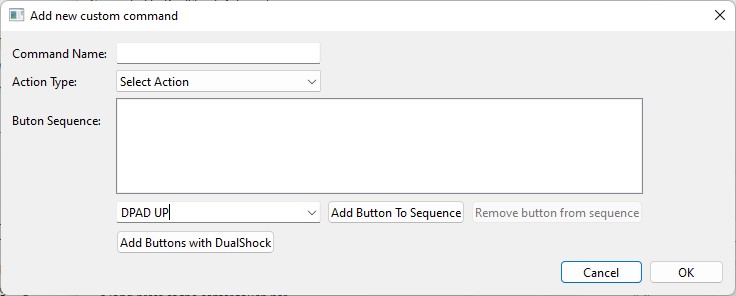 Add new custom command
Command Name:
Action Type: Select Action
Buton Sequence:
DPAD UP Add Button To Sequence Remove button from sequence
Add Buttons with DualShock
Cancel OK